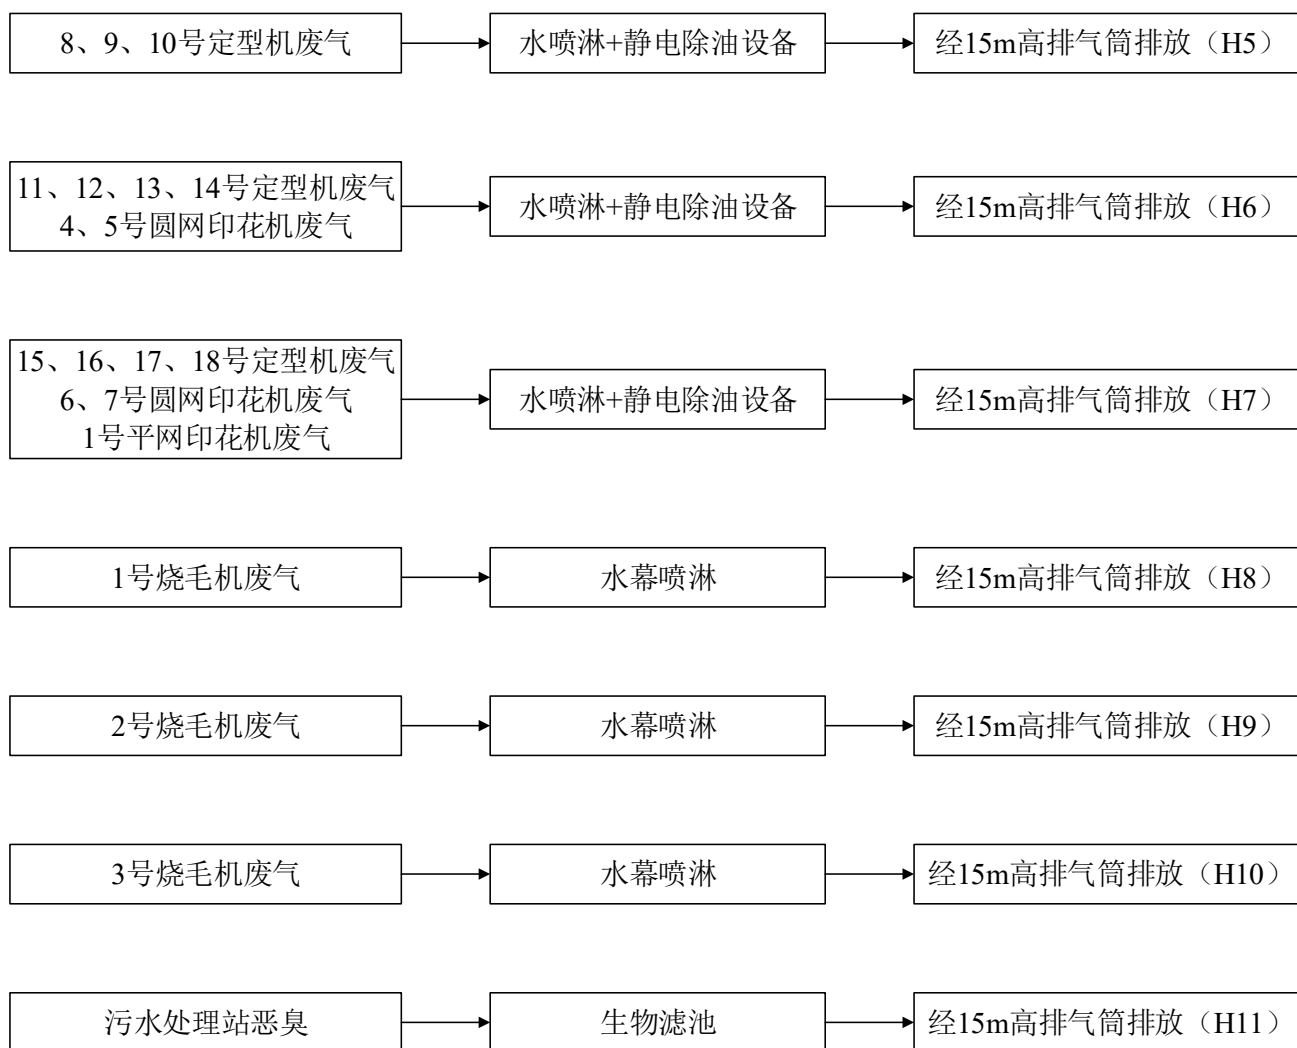 8、9、10号定型机废气
水喷淋+静电除油设备
经15m高排气筒排放（H5）
11、12、13、14号定型机废气
4、5号圆网印花机废气
水喷淋+静电除油设备
经15m高排气筒排放（H6）
15、16、17、18号定型机废气
6、7号圆网印花机废气
1号平网印花机废气
水喷淋+静电除油设备
经15m高排气筒排放（H7）
1号烧毛机废气
水幕喷淋
经15m高排气筒排放（H8）
2号烧毛机废气
水幕喷淋
经15m高排气筒排放（H9）
3号烧毛机废气
水幕喷淋
经15m高排气筒排放（H10）
污水处理站恶臭
生物滤池
经15m高排气筒排放（H11）